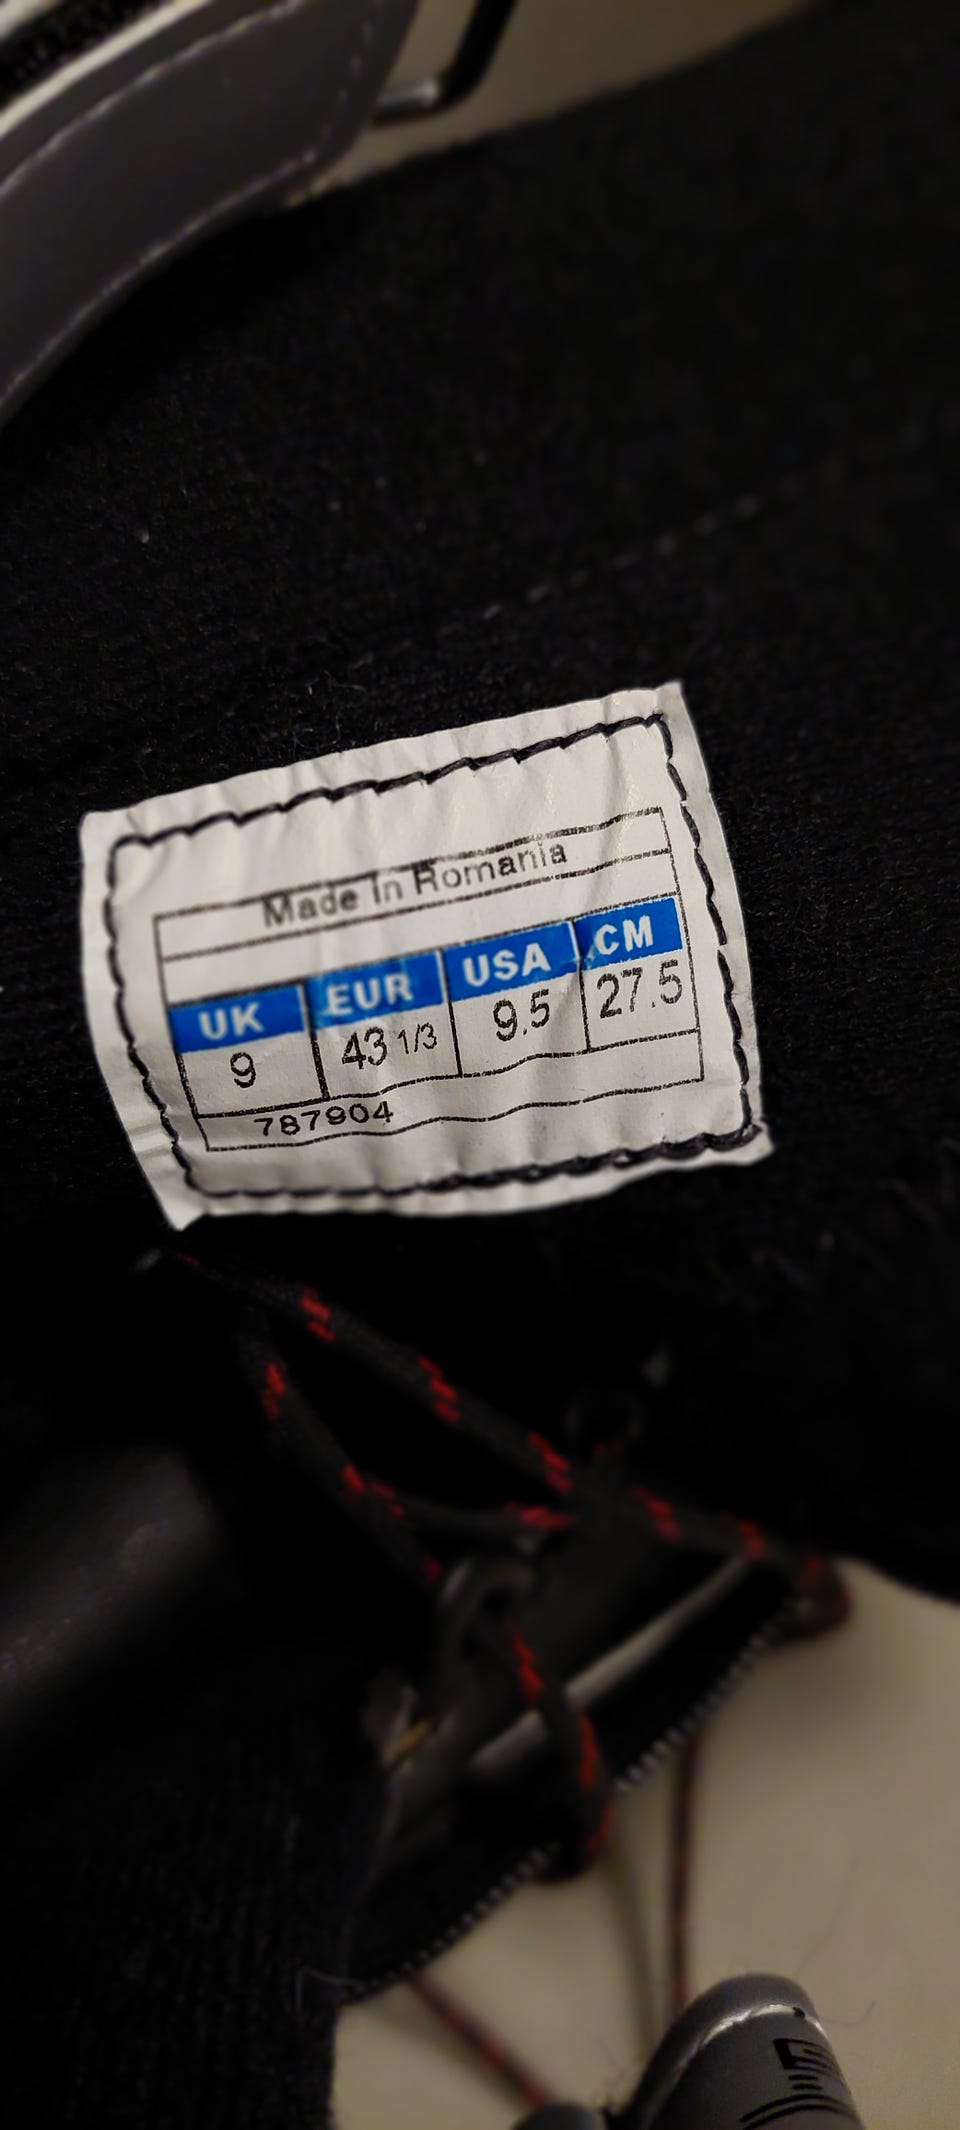 Made In Romania
UK EUR USA CM
9 43 1/3 9.5 27.5
787904